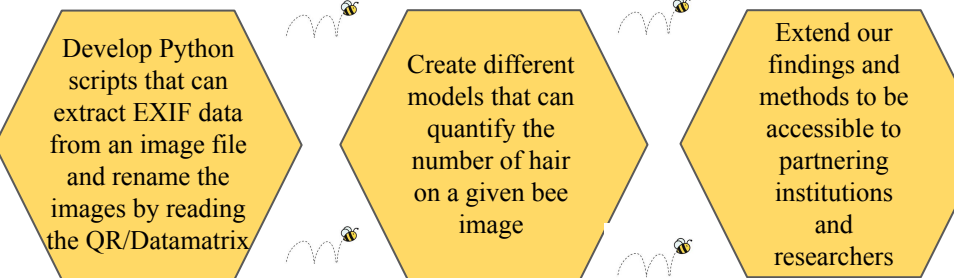 Develop Python
scripts that can
extract EXIF data
from an image file
and rename the
images by reading
the QR/Datamatrix
Create different
models that can
quantify the
number of hair
on a given bee
image
Extend our
findings and
methods to be
accessible to
partnering
institutions
and
researchers